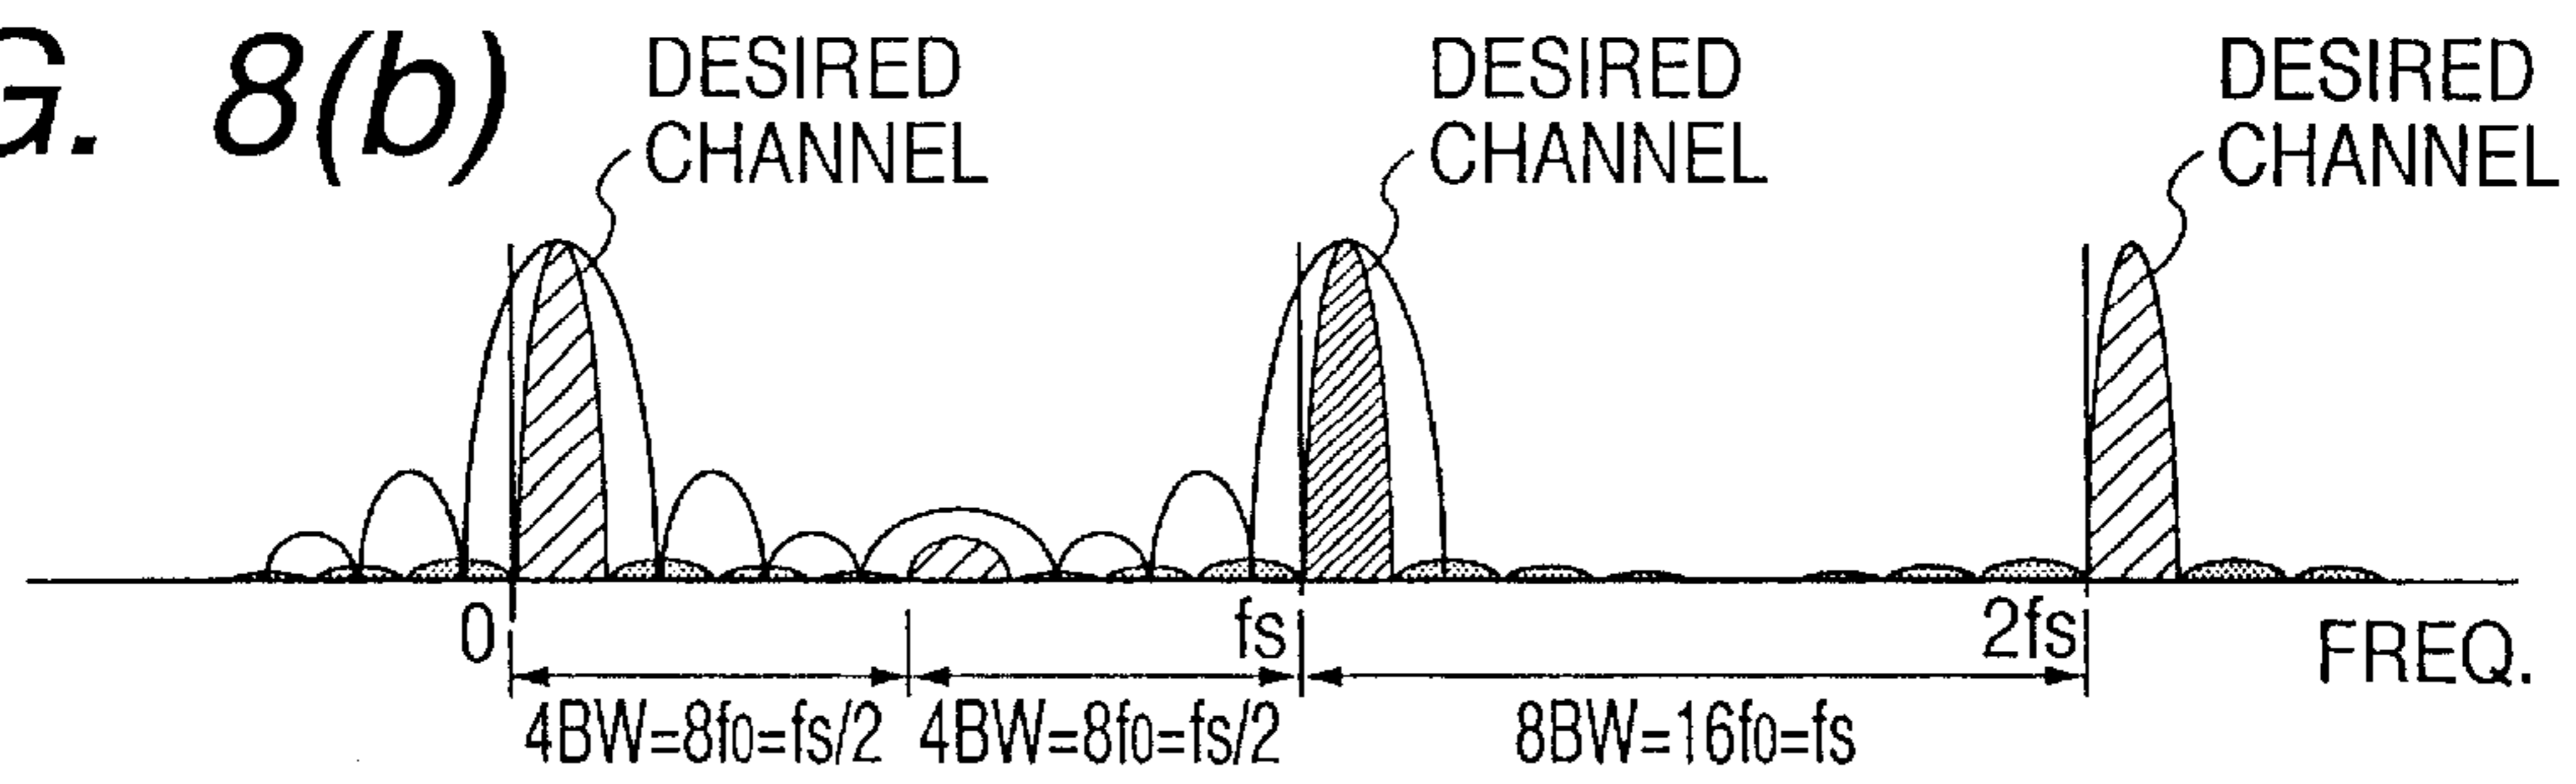 G. 8(b)
DESIRED
CHANNEL
DESIRED
CHANNEL
DESIRED
CHANNEL
0
fs
2fs
FREQ.
4BW=8f0=fs/2
4BW=8f0=fs/2
8BW=16f0=fs